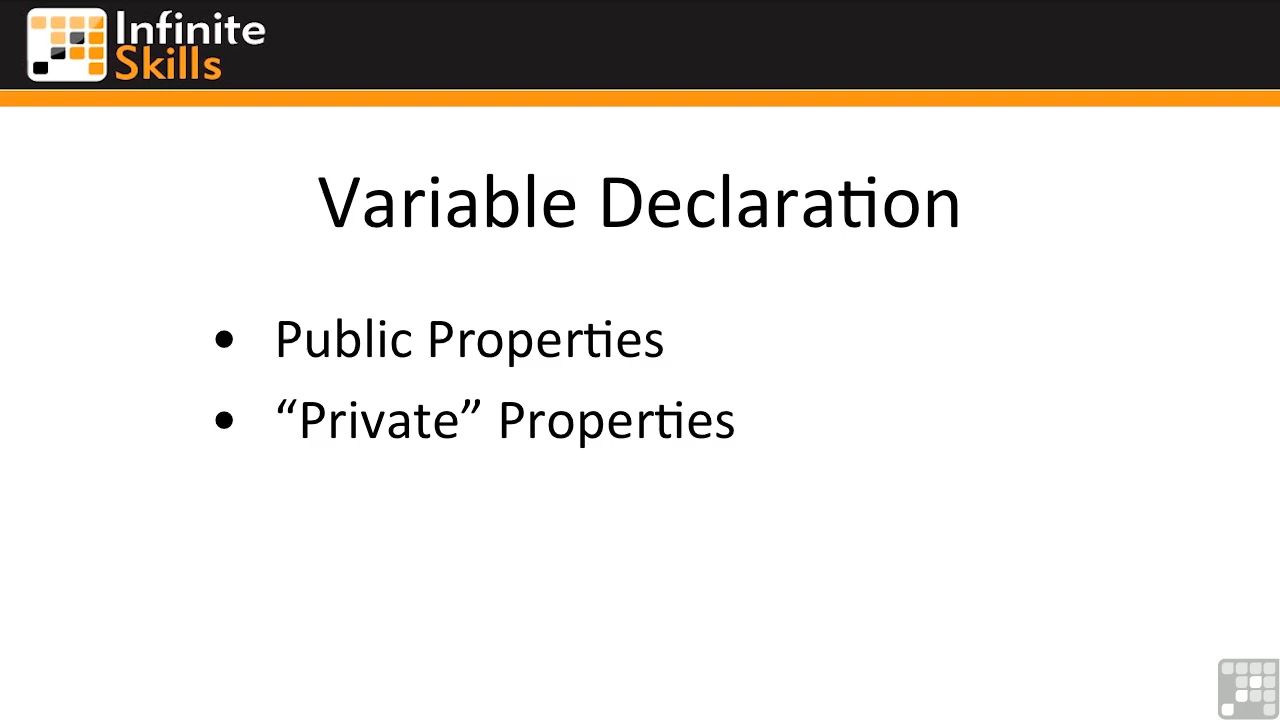 Infinite
Skills
Variable Declaration
• Public Properties
• “Private” Properties